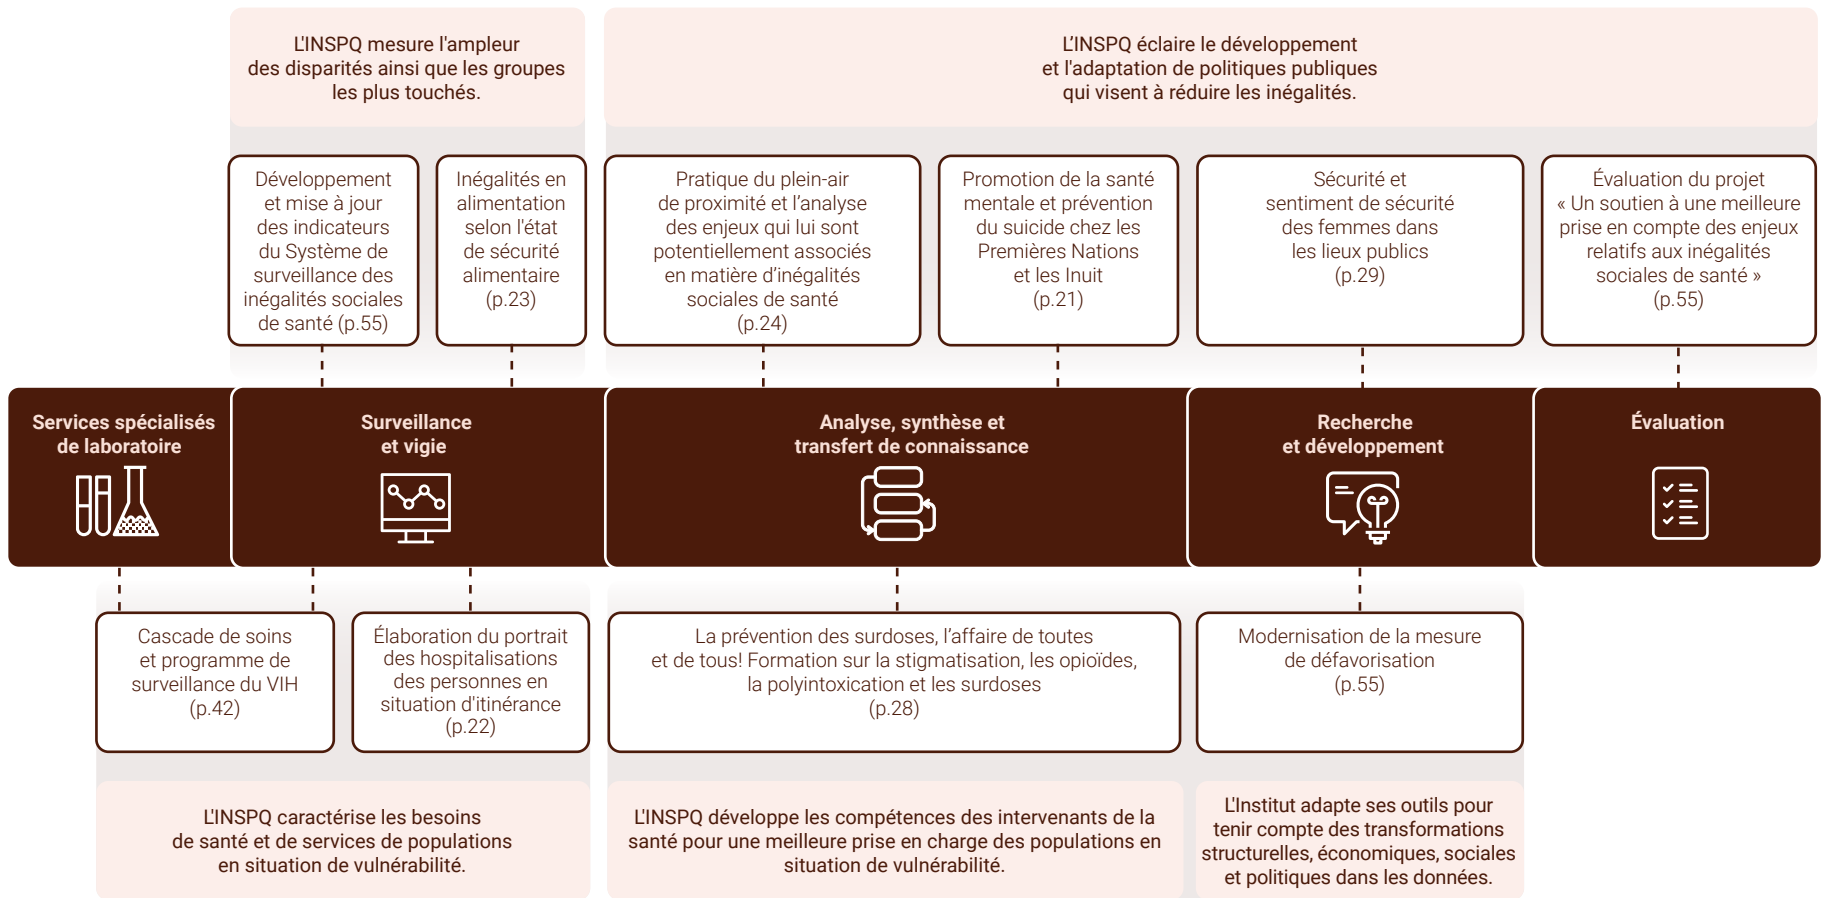 L'INSPQ mesure l'ampleur
des disparités ainsi que les groupes
les plus touchés.
L’INSPQ éclaire le développement
et l'adaptation de politiques publiques
qui visent à réduire les inégalités.
Développement
et mise à jour
des indicateurs
du Système de
surveillance des
inégalités sociales
de santé (p.55)
Inégalités en
alimentation
selon l'état
de sécurité
alimentaire
(p.23)
Pratique du plein-air
de proximité et l’analyse
des enjeux qui lui sont
potentiellement associés
en matière d’inégalités
sociales de santé
(p.24)
Promotion de la santé
mentale et prévention
du suicide chez les
Premières Nations
et les Inuit
(p.21)
Sécurité et
sentiment de sécurité
des femmes dans
les lieux publics
(p.29)
Évaluation du projet
« Un soutien à une meilleure
prise en compte des enjeux
relatifs aux inégalités
sociales de santé »
(p.55)
Services spécialisés
de laboratoire
Surveillance
et vigie
Analyse, synthèse et
transfert de connaissance
Recherche
et développement
Évaluation
Cascade de soins
et programme de
surveillance du VIH
(p.42)
Élaboration du portrait
des hospitalisations
des personnes en
situation d'itinérance
(p.22)
La prévention des surdoses, l’affaire de toutes
et de tous! Formation sur la stigmatisation, les opioïdes,
la polyintoxication et les surdoses
(p.28)
Modernisation de la mesure
de défavorisation
(p.55)
L'INSPQ caractérise les besoins
de santé et de services de populations
en situation de vulnérabilité.
L'INSPQ développe les compétences des intervenants de la
santé pour une meilleure prise en charge des populations en
situation de vulnérabilité.
L'Institut adapte ses outils pour
tenir compte des transformations
structurelles, économiques, sociales
et politiques dans les données.